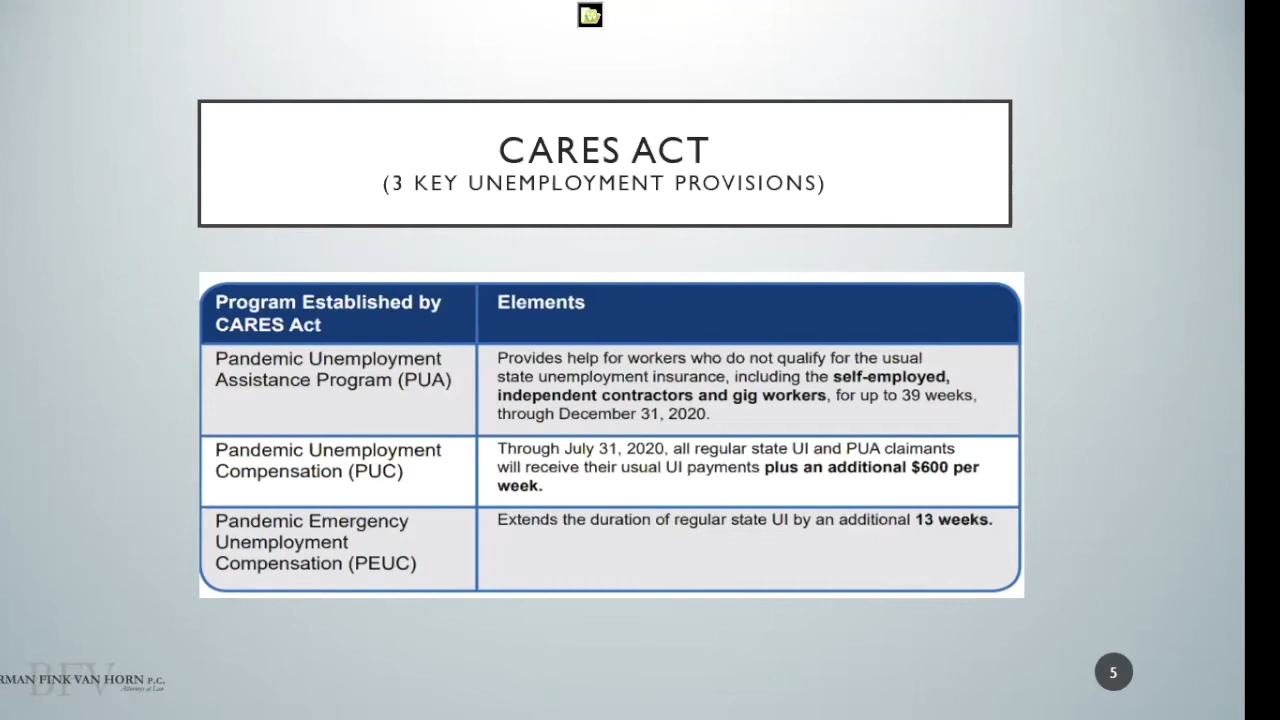 CARES ACT
(3 KEY UNEMPLOYMENT PROVISIONS)
Program Established by
CARES Act
Elements
Pandemic Unemployment
Assistance Program (PUA)
Provides help for workers who do not qualify for the usual
state unemployment insurance, including the self-employed,
independent contractors and gig workers, for up to 39 weeks,
through December 31, 2020.
Pandemic Unemployment
Compensation (PUC)
Through July 31, 2020, all regular state UI and PUA claimants
will receive their usual UI payments plus an additional $600 per
week.
Pandemic Emergency
Unemployment
Compensation (PEUC)
Extends the duration of regular state UI by an additional 13 weeks.
BFV
RMAN FINK VAN HORN P.C.
Attorneys at Law
5